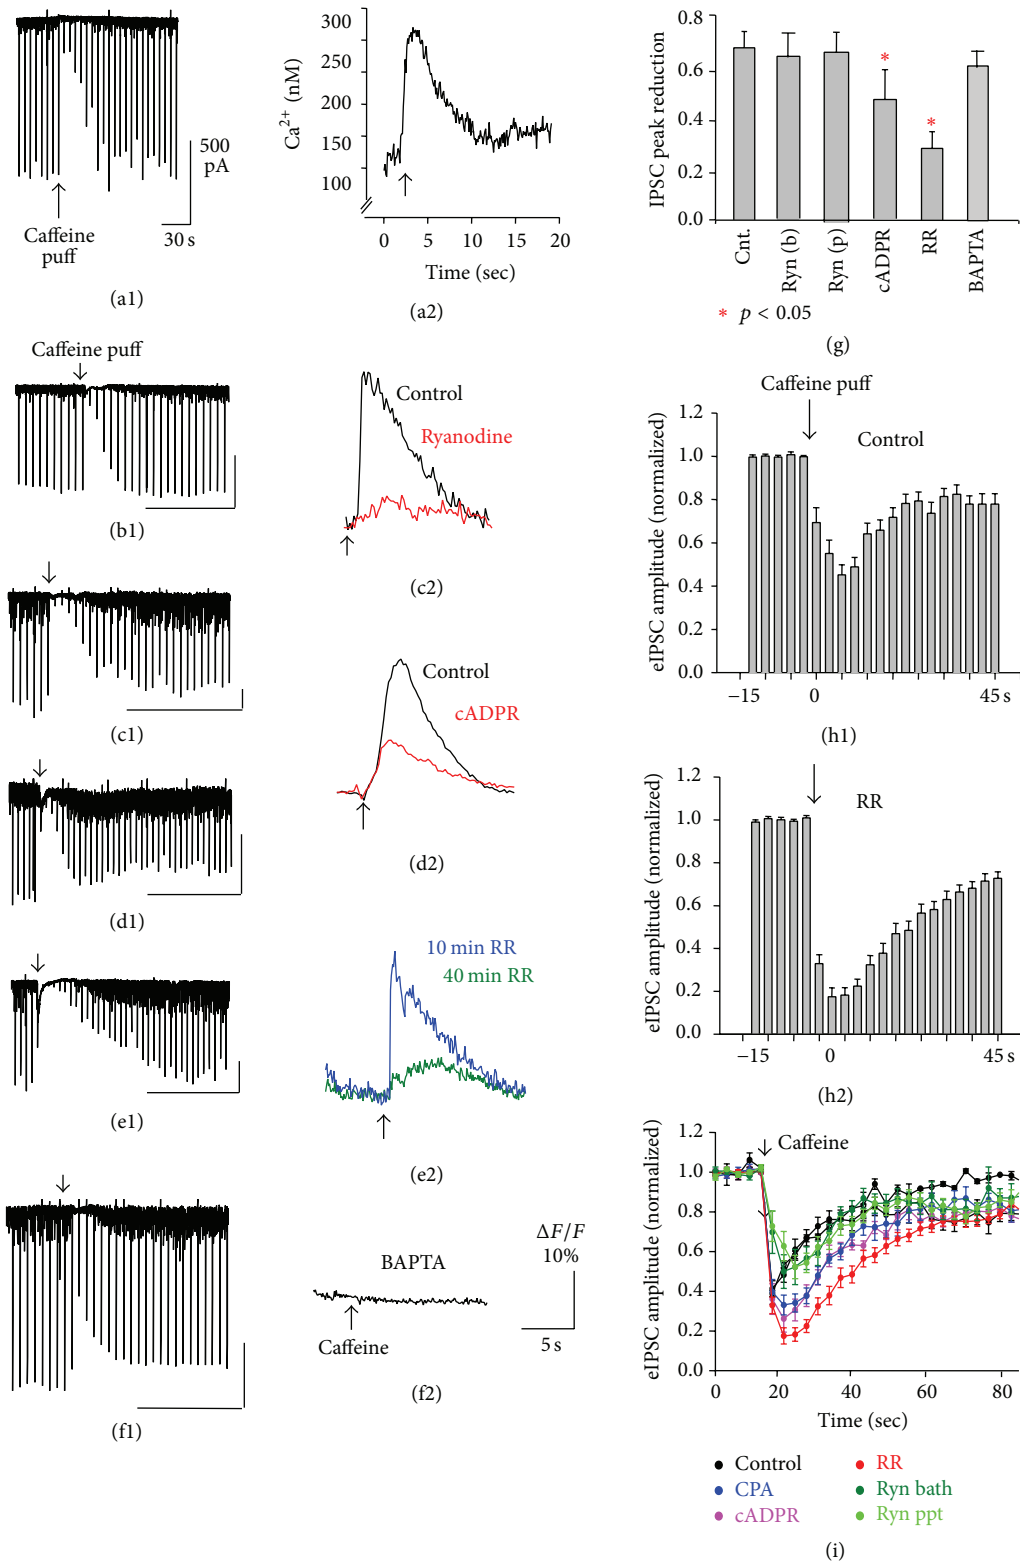 500
pA
Caffeine
puff
30 s
(a1)
Ca2+ (nM)
300
250
200
150
100
0
5
10
15
20
Time (sec)
(a2)
IPSC peak reduction
0.8
0.6
0.4
0.2
0.0
*
*
Cnt.
Ryn (b)
Ryn (p)
cADPR
RR
BAPTA
* p < 0.05
(g)
Caffeine puff
(b1)
Control
Ryanodine
(c2)
Caffeine puff
Control
eIPSC amplitude (normalized)
1.2
1.0
0.8
0.6
0.4
0.2
0.0
−15
0
45 s
(h1)
(c1)
Control
cADPR
(d2)
(d1)
RR
eIPSC amplitude (normalized)
1.2
1.0
0.8
0.6
0.4
0.2
0.0
−15
0
45 s
(h2)
(e1)
10 min RR
40 min RR
(e2)
(f1)
BAPTA
Caffeine
ΔF/F
10%
5 s
(f2)
Caffeine
eIPSC amplitude (normalized)
1.2
1.0
0.8
0.6
0.4
0.2
0.0
0
20
40
60
80
Time (sec)
Control
CPA
cADPR
RR
Ryn bath
Ryn ppt
(i)